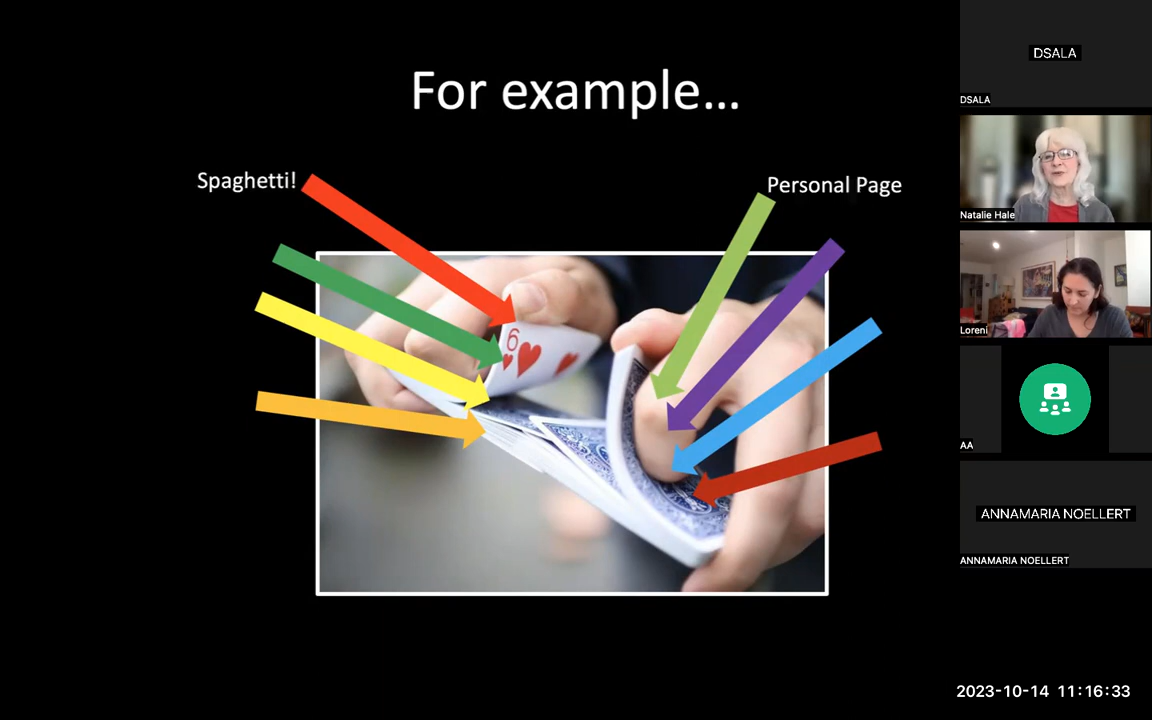 For example...
Spaghetti!
Personal Page
6
DSALA
DSALA
Natalie Hale
Loreni
AA
ANNAMARIA NOELLERT
ANNAMARIA NOELLERT
2023-10-14 11:16:33